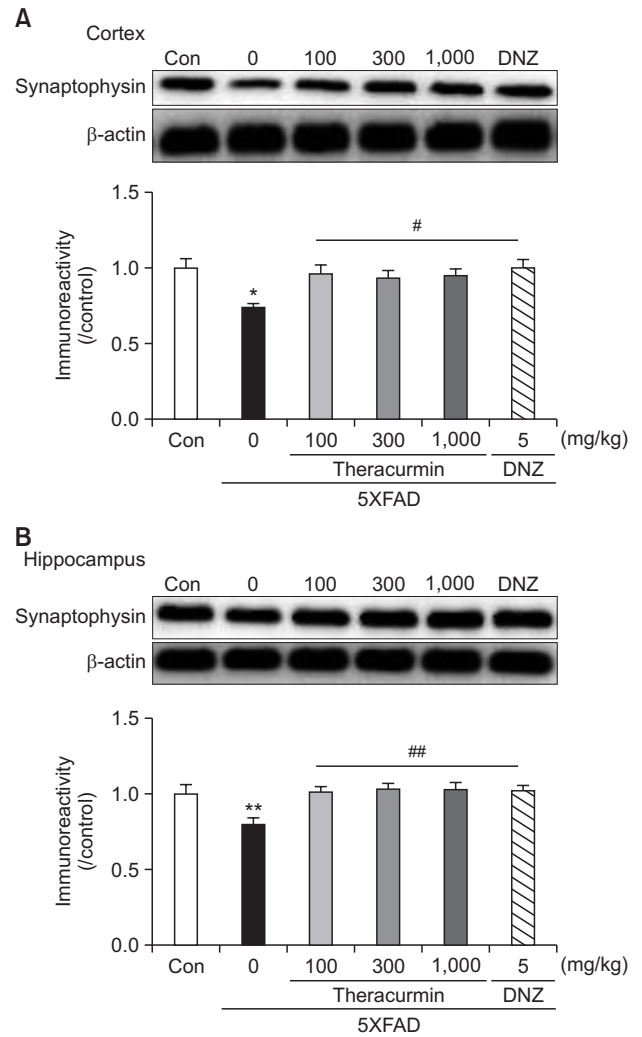 A
Cortex
Con 0 100 300 1,000 DNZ
Synaptophysin
β-actin
1.5
1.0
0.5
0.0
Immunoreactivity
(/control)
*
#
Con 0 100 300 1,000 5 (mg/kg)
Theracurmin DNZ
5XFAD
B
Hippocampus
Con 0 100 300 1,000 DNZ
Synaptophysin
β-actin
1.5
1.0
0.5
0.0
Immunoreactivity
(/control)
**
##
Con 0 100 300 1,000 5 (mg/kg)
Theracurmin DNZ
5XFAD